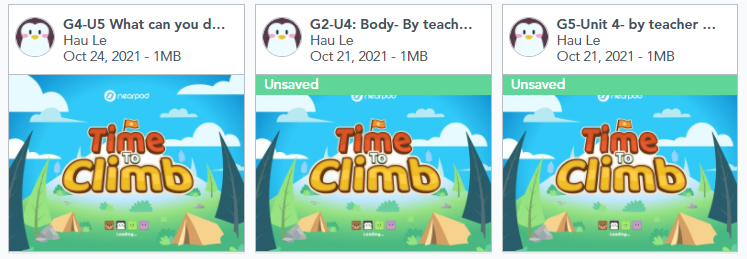 G4-U5 What can you d...
Hau Le
Oct 24, 2021 - 1MB
nearpod
Time
TO
Climb
Loading...
G2-U4: Body- By teach...
Hau Le
Oct 21, 2021 - 1MB
Unsaved
nearpod
Time
TO
Climb
Loading...
G5-Unit 4- by teacher ...
Hau Le
Oct 21, 2021 - 1MB
Unsaved
nearpod
Time
TO
Climb
Loading...